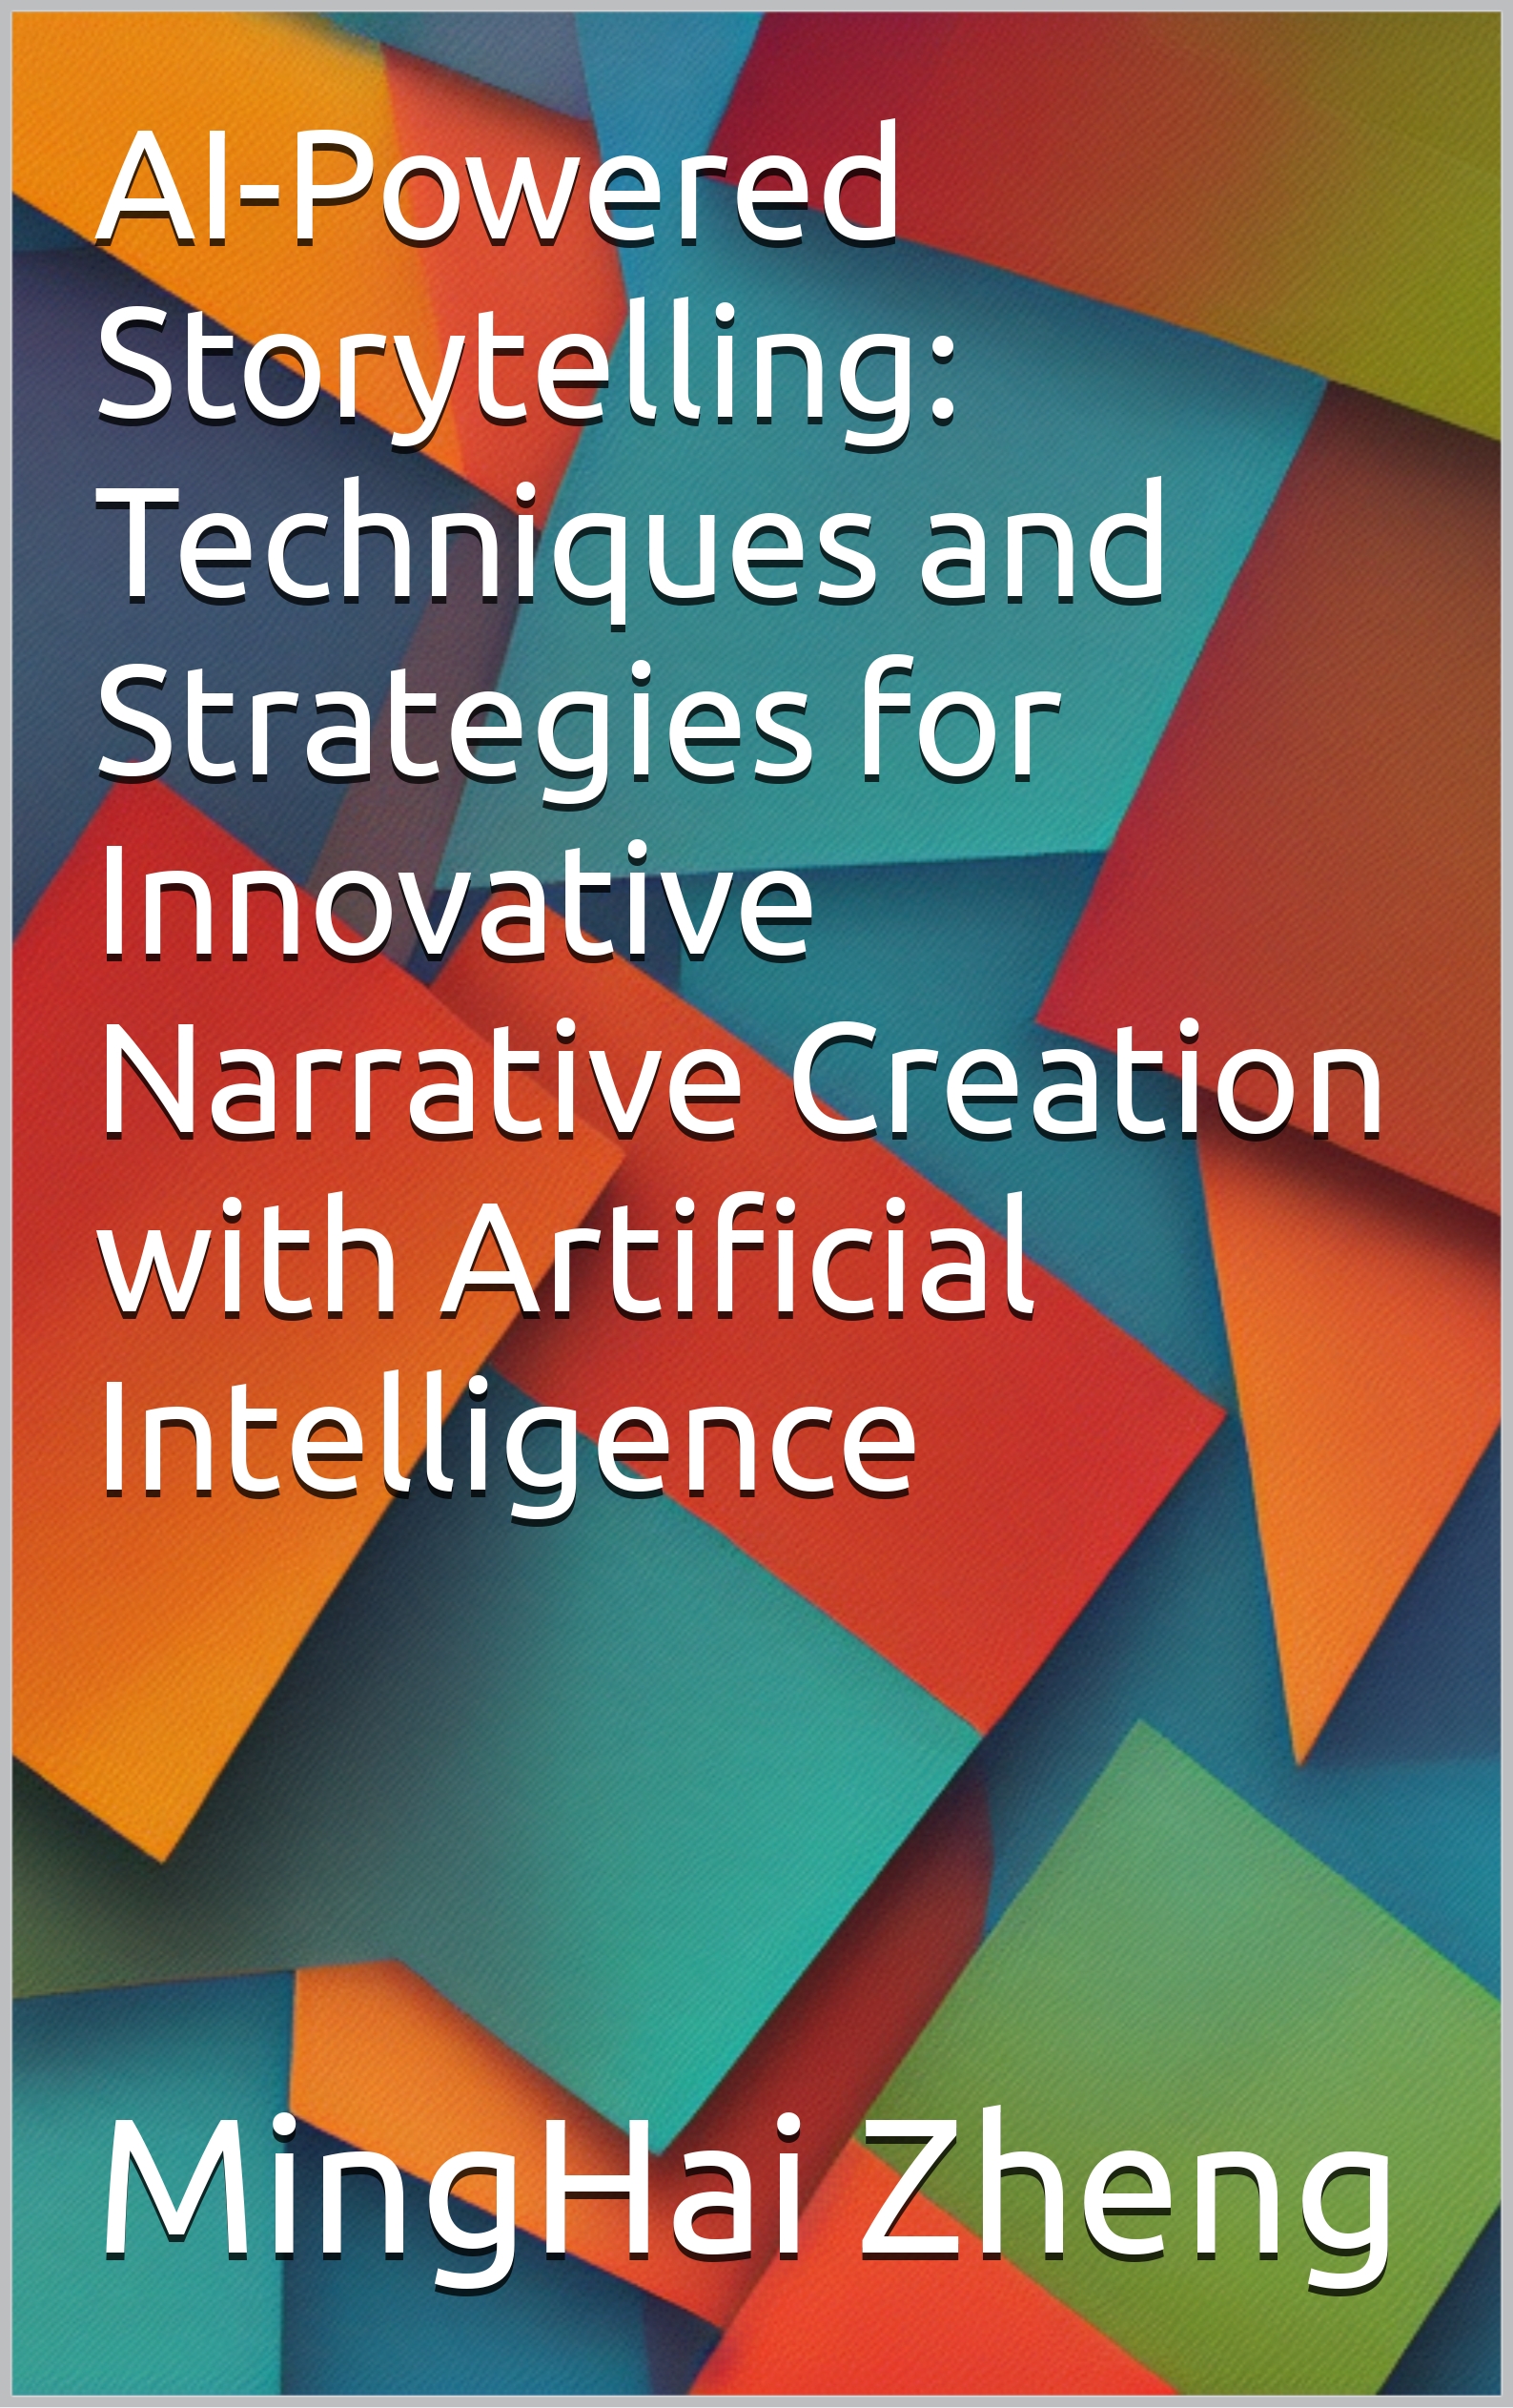 AI-Powered
Storytelling:
Techniques and
Strategies for
Innovative
Narrative Creation
with Artificial
Intelligence
MingHai Zheng